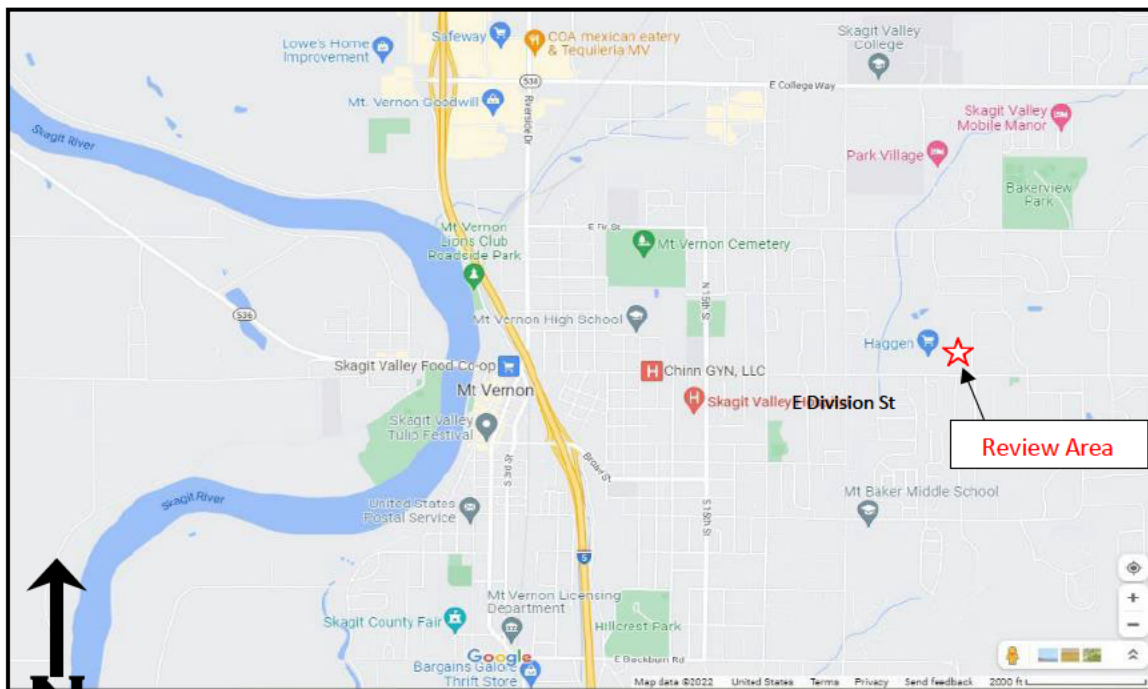 Lowe's Home
Improvement
Safeway
COA mexican eatery
& Tequileria MV
Skagit Valley
College
538
E College Way
Mt. Vernon Goodwill
Riverside Dr
Skagit Valley
Mobile Manor
Skagit River
Park Village
Bakerview
Park
Mt Vernon
Lions Club
Roadside Park
E Fir St
Mt Vernon Cemetery
N 15th St
536
Mt Vernon High School
Haggen
Skagit Valley Food Co-op
H
Chinn GYN, LLC
Mt Vernon
H
Skagit Valley
E Division St
Skagit Valley
Tulip Festival
Review Area
S 3rd St
Broad St
Skagit River
United States
Postal Service
S 15th St
Mt Baker Middle School
5
Mt Vernon Licensing
Department
Skagit County Fair
Hillcrest Park
Google
E Blackburn Rd
Bargains Galore
Thrift Store
Map data ©2022 United States Terms Privacy Send feedback 2000 ft
N